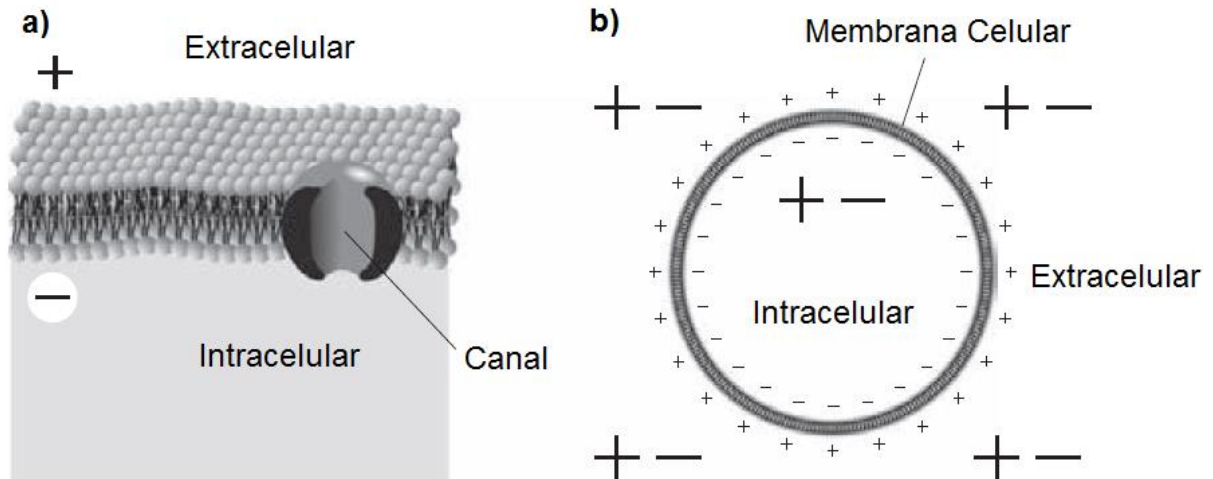 a)
Extracelular
+
−
Intracelular
Canal
b)
Membrana Celular
+ −
+ −
+ −
Intracelular
Extracelular
+ −
+ −